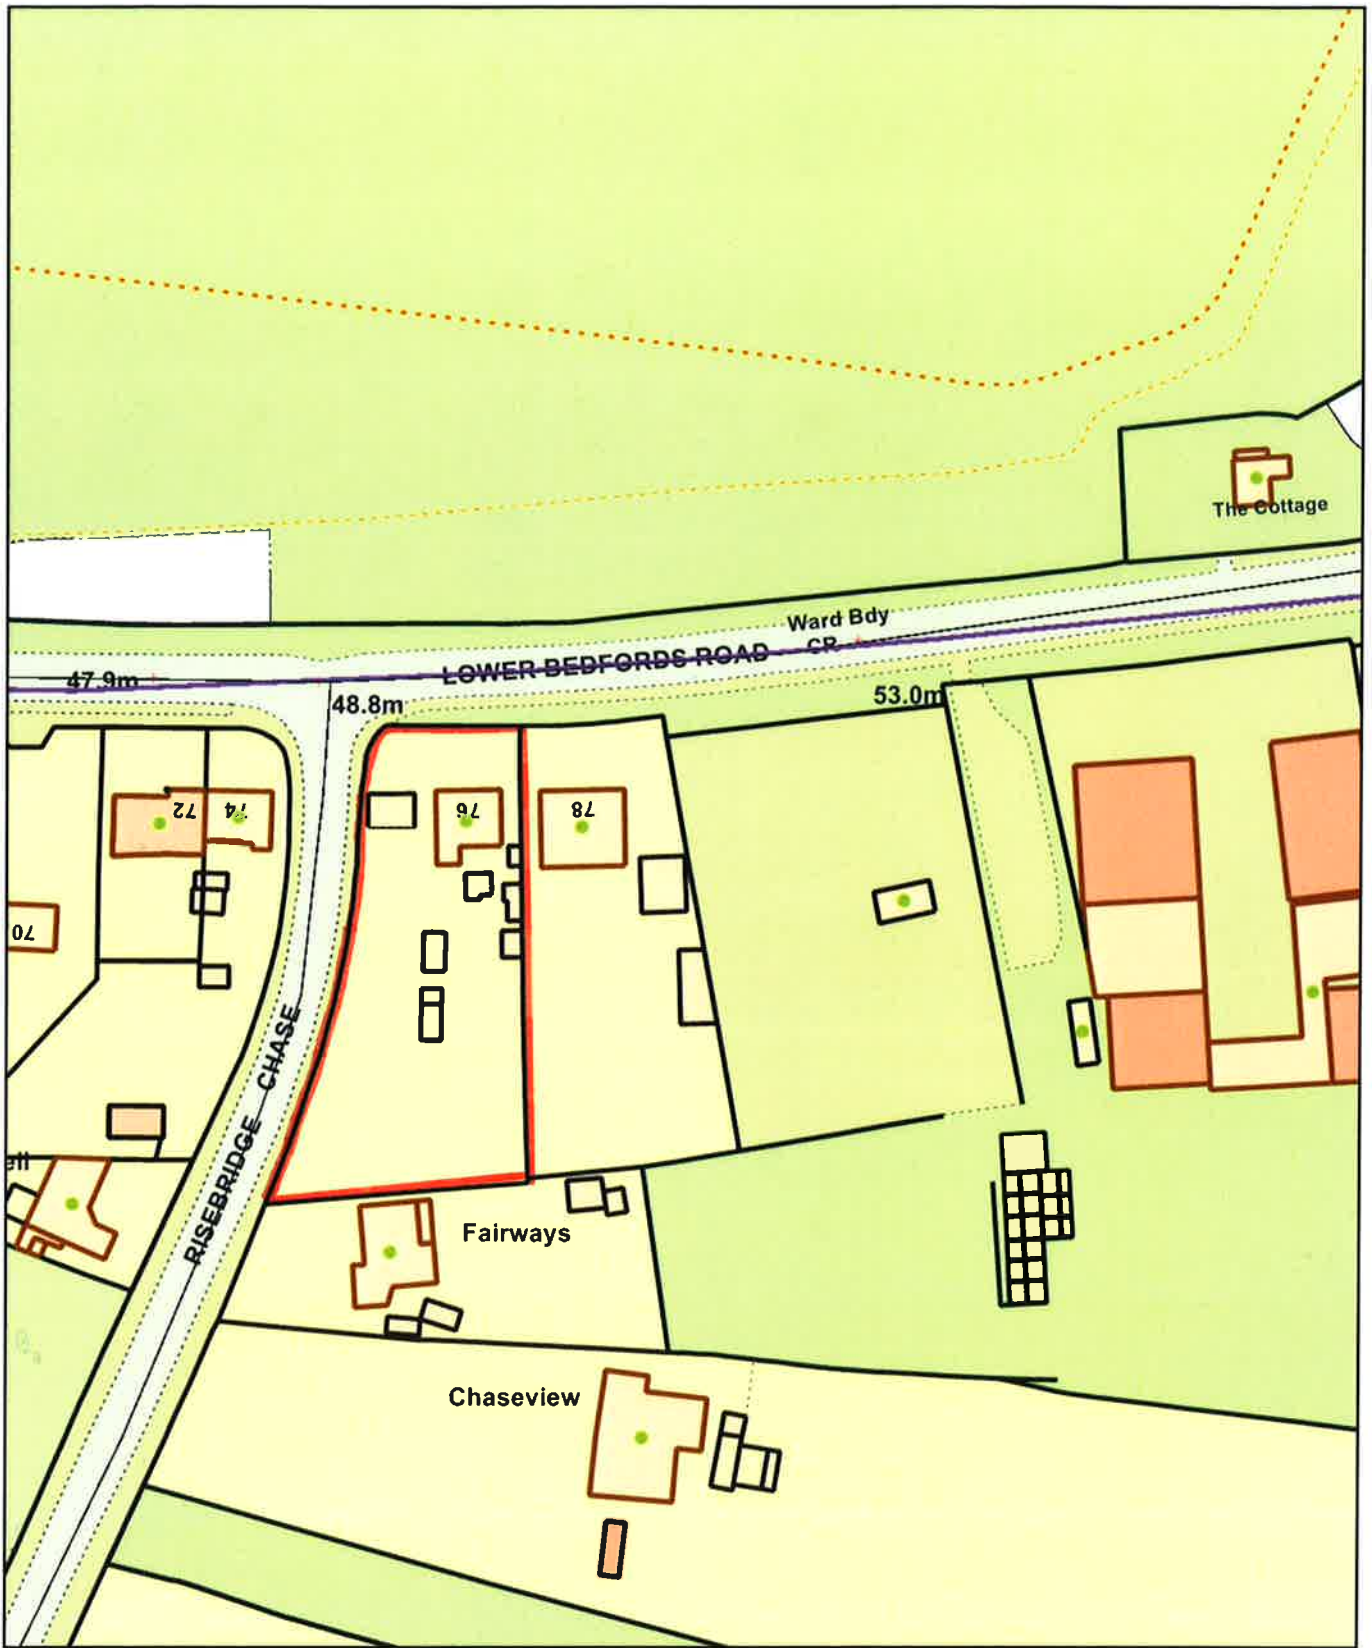 The Cottage
Ward Bdy
CR
LOWER BEDFORDS ROAD
47.9m
48.8m
53.0m
72
74
76
78
70
RISEBRIDGE CHASE
ell
Fairways
Chaseview